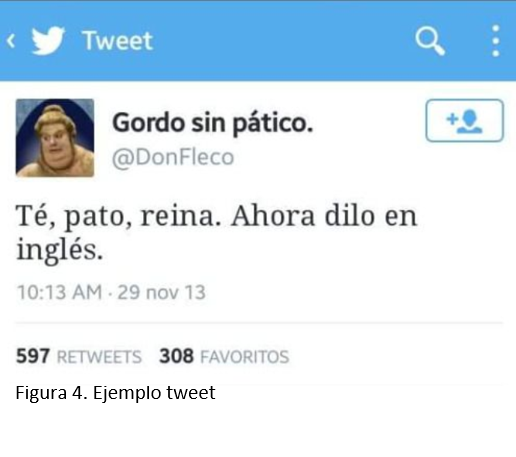 Tweet
Gordo sin pático.
@DonFleco
Té, pato, reina. Ahora dilo en
inglés.
10:13 AM · 29 nov 13
597 RETWEETS 308 FAVORITOS
Figura 4. Ejemplo tweet